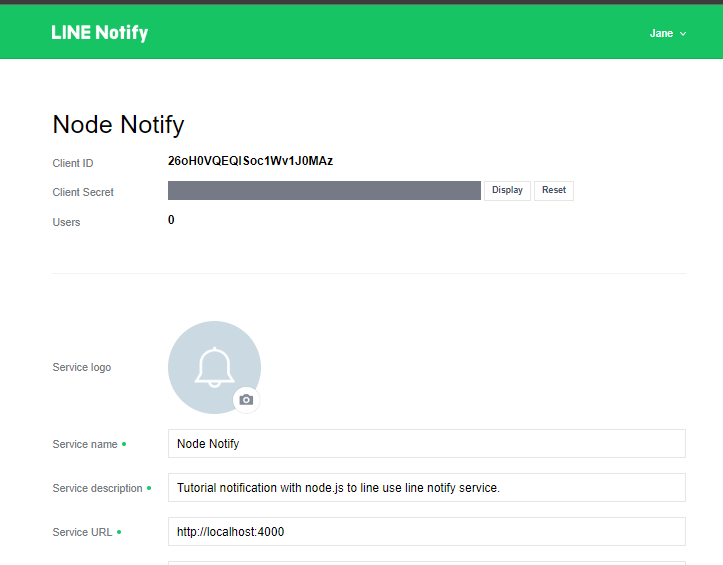 LINE Notify
Jane
Node Notify
Client ID 26oH0VQEQISoc1Wv1J0MAz
Client Secret Display Reset
Users 0
Service logo
Service name Node Notify
Service description Tutorial notification with node.js to line use line notify service.
Service URL http://localhost:4000